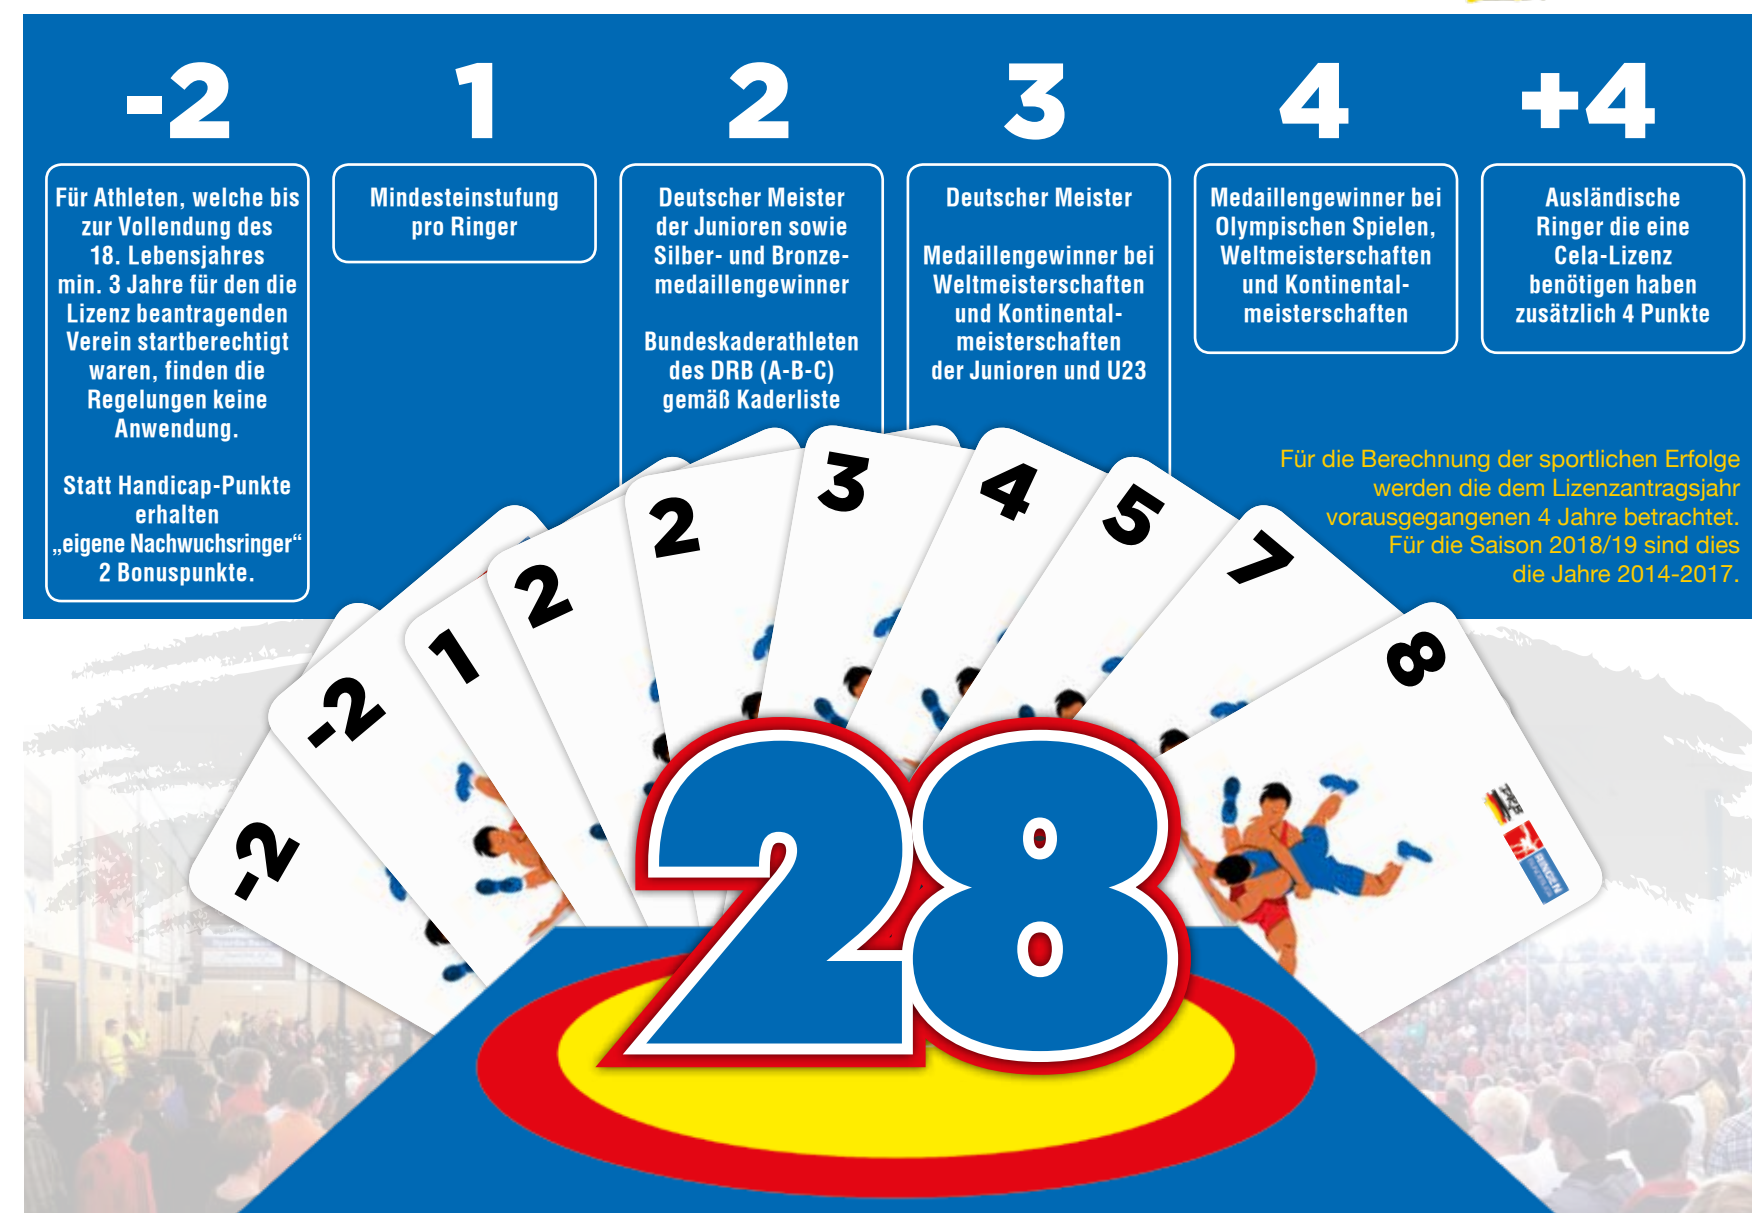 -2
Für Athleten, welche bis
zur Vollendung des
18. Lebensjahres
min. 3 Jahre für den die
Lizenz beantragenden
Verein startberechtigt
waren, finden die
Regelungen keine
Anwendung.
Statt Handicap-Punkte
erhalten
„eigene Nachwuchsringer“
2 Bonuspunkte.
1
Mindesteinstufung
pro Ringer
2
Deutscher Meister
der Junioren sowie
Silber- und Bronze-
medaillengewinner
Bundeskaderathleten
des DRB (A-B-C)
gemäß Kaderliste
3
Deutscher Meister
Medaillengewinner bei
Weltmeisterschaften
und Kontinental-
meisterschaften
der Junioren und U23
4
Medaillengewinner bei
Olympischen Spielen,
Weltmeisterschaften
und Kontinental-
meisterschaften
+4
Ausländische
Ringer die eine
Cela-Lizenz
benötigen haben
zusätzlich 4 Punkte
Für die Berechnung der sportlichen Erfolge
werden die dem Lizenzantragsjahr
vorausgegangenen 4 Jahre betrachtet.
Für die Saison 2018/19 sind dies
die Jahre 2014-2017.
-2
-2
1
2
2
3
4
5
7
8
DRB
RINGEN
28